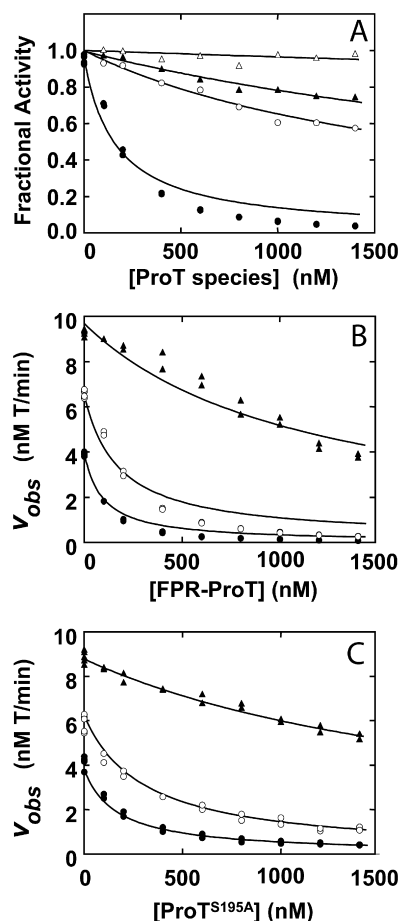 A
Fractional Activity
1.0
0.8
0.6
0.4
0.2
0.0
0 500 1000 1500
[ProT species] (nM)
B
v_obs (nM T/min)
10
8
6
4
2
0
0 500 1000 1500
[FPR-ProT] (nM)
C
v_obs (nM T/min)
10
8
6
4
2
0
0 500 1000 1500
[ProT^S195A] (nM)